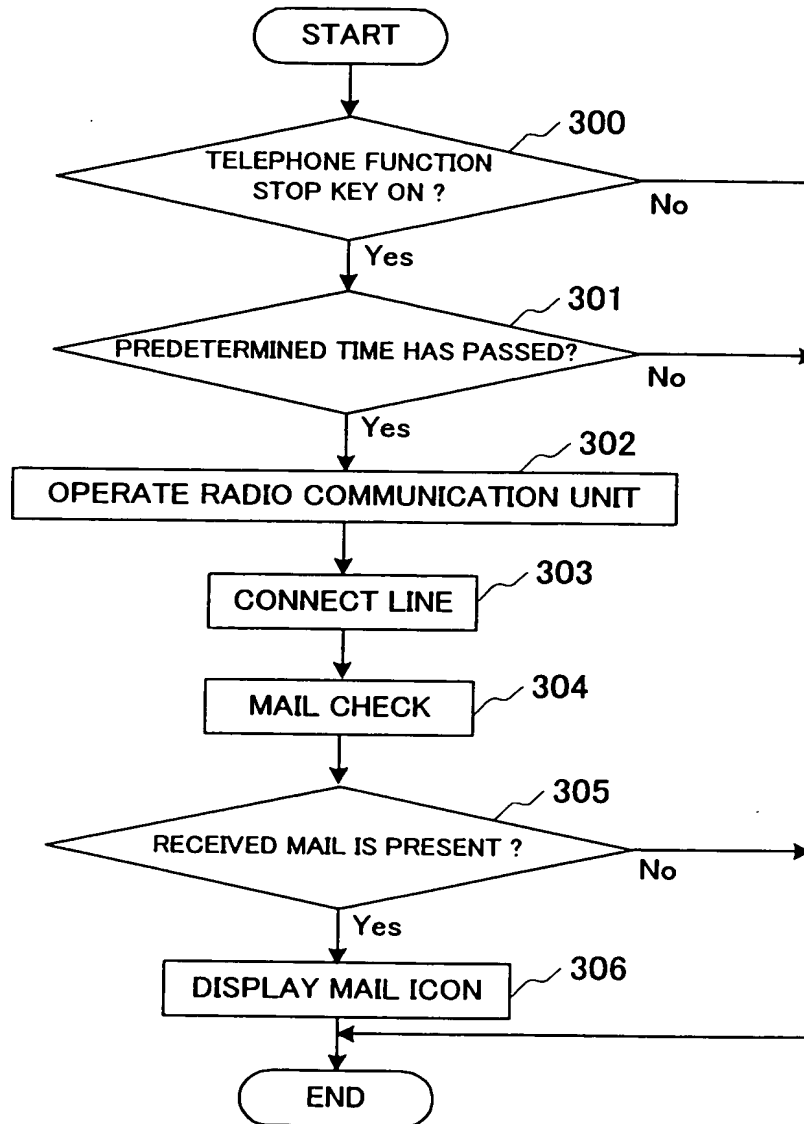 START
300
TELEPHONE FUNCTION
STOP KEY ON ?
No
Yes
301
PREDETERMINED TIME HAS PASSED?
No
Yes
302
OPERATE RADIO COMMUNICATION UNIT
303
CONNECT LINE
304
MAIL CHECK
305
RECEIVED MAIL IS PRESENT ?
No
Yes
306
DISPLAY MAIL ICON
END